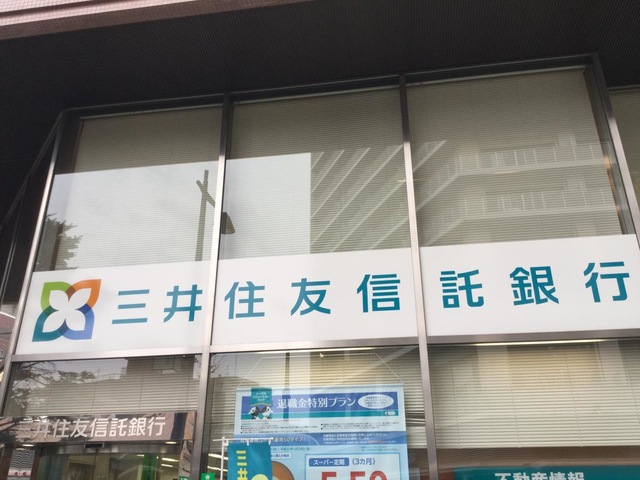 三井住友信託銀行
三井住友信託銀行
退職金特別プラン
スーパー定期 《3カ月》
不動産情報